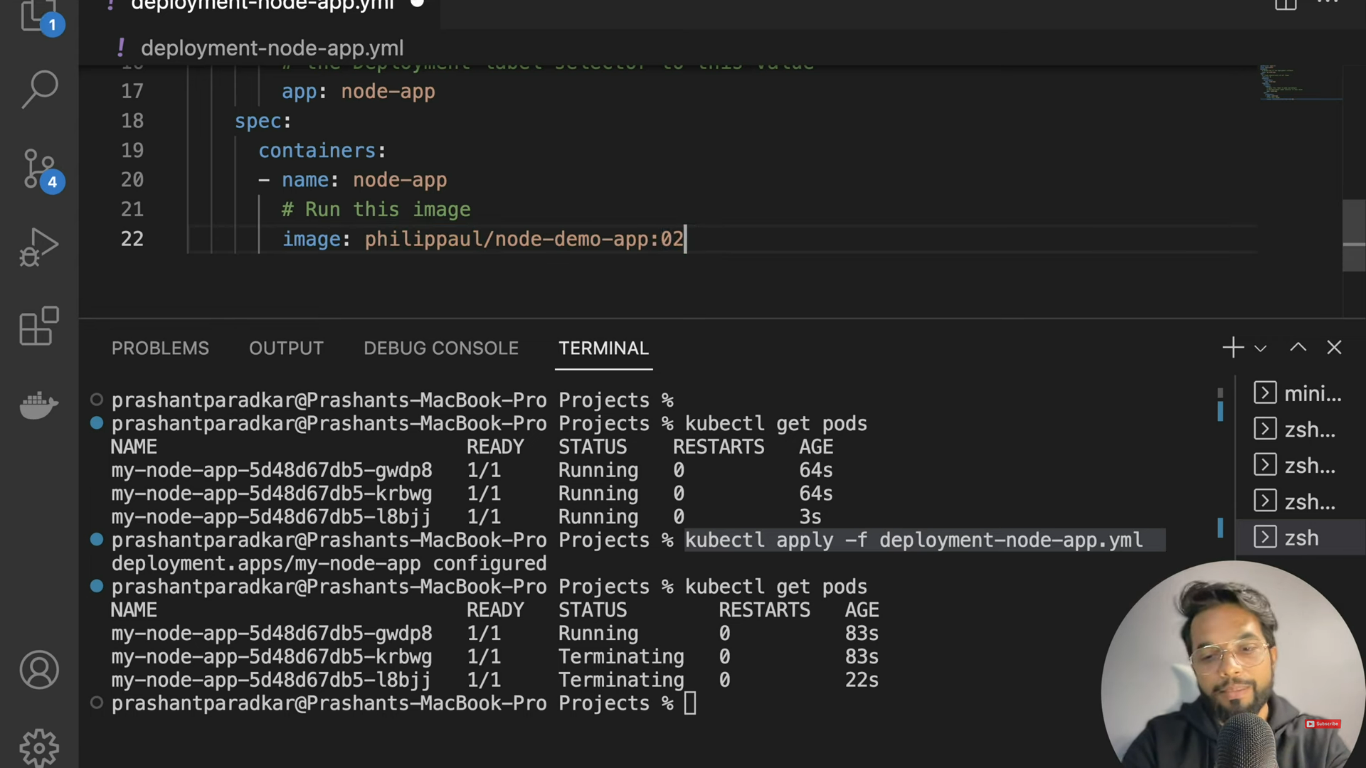 deployment-node-app.yml
1
! deployment-node-app.yml
# the Deployment label selector to this value
17 app: node-app
18 spec:
19 containers:
20 - name: node-app
21 # Run this image
22 image: philippaul/node-demo-app:02
4
PROBLEMS OUTPUT DEBUG CONSOLE TERMINAL
prashantparadkar@Prashants-MacBook-Pro Projects %
prashantparadkar@Prashants-MacBook-Pro Projects % kubectl get pods
NAME READY STATUS RESTARTS AGE
my-node-app-5d48d67db5-gwdp8 1/1 Running 0 64s
my-node-app-5d48d67db5-krbwg 1/1 Running 0 64s
my-node-app-5d48d67db5-l8bjj 1/1 Running 0 3s
prashantparadkar@Prashants-MacBook-Pro Projects % kubectl apply -f deployment-node-app.yml
deployment.apps/my-node-app configured
prashantparadkar@Prashants-MacBook-Pro Projects % kubectl get pods
NAME READY STATUS RESTARTS AGE
my-node-app-5d48d67db5-gwdp8 1/1 Running 0 83s
my-node-app-5d48d67db5-krbwg 1/1 Terminating 0 83s
my-node-app-5d48d67db5-l8bjj 1/1 Terminating 0 22s
prashantparadkar@Prashants-MacBook-Pro Projects %
mini...
zsh...
zsh...
zsh...
zsh
Subscribe